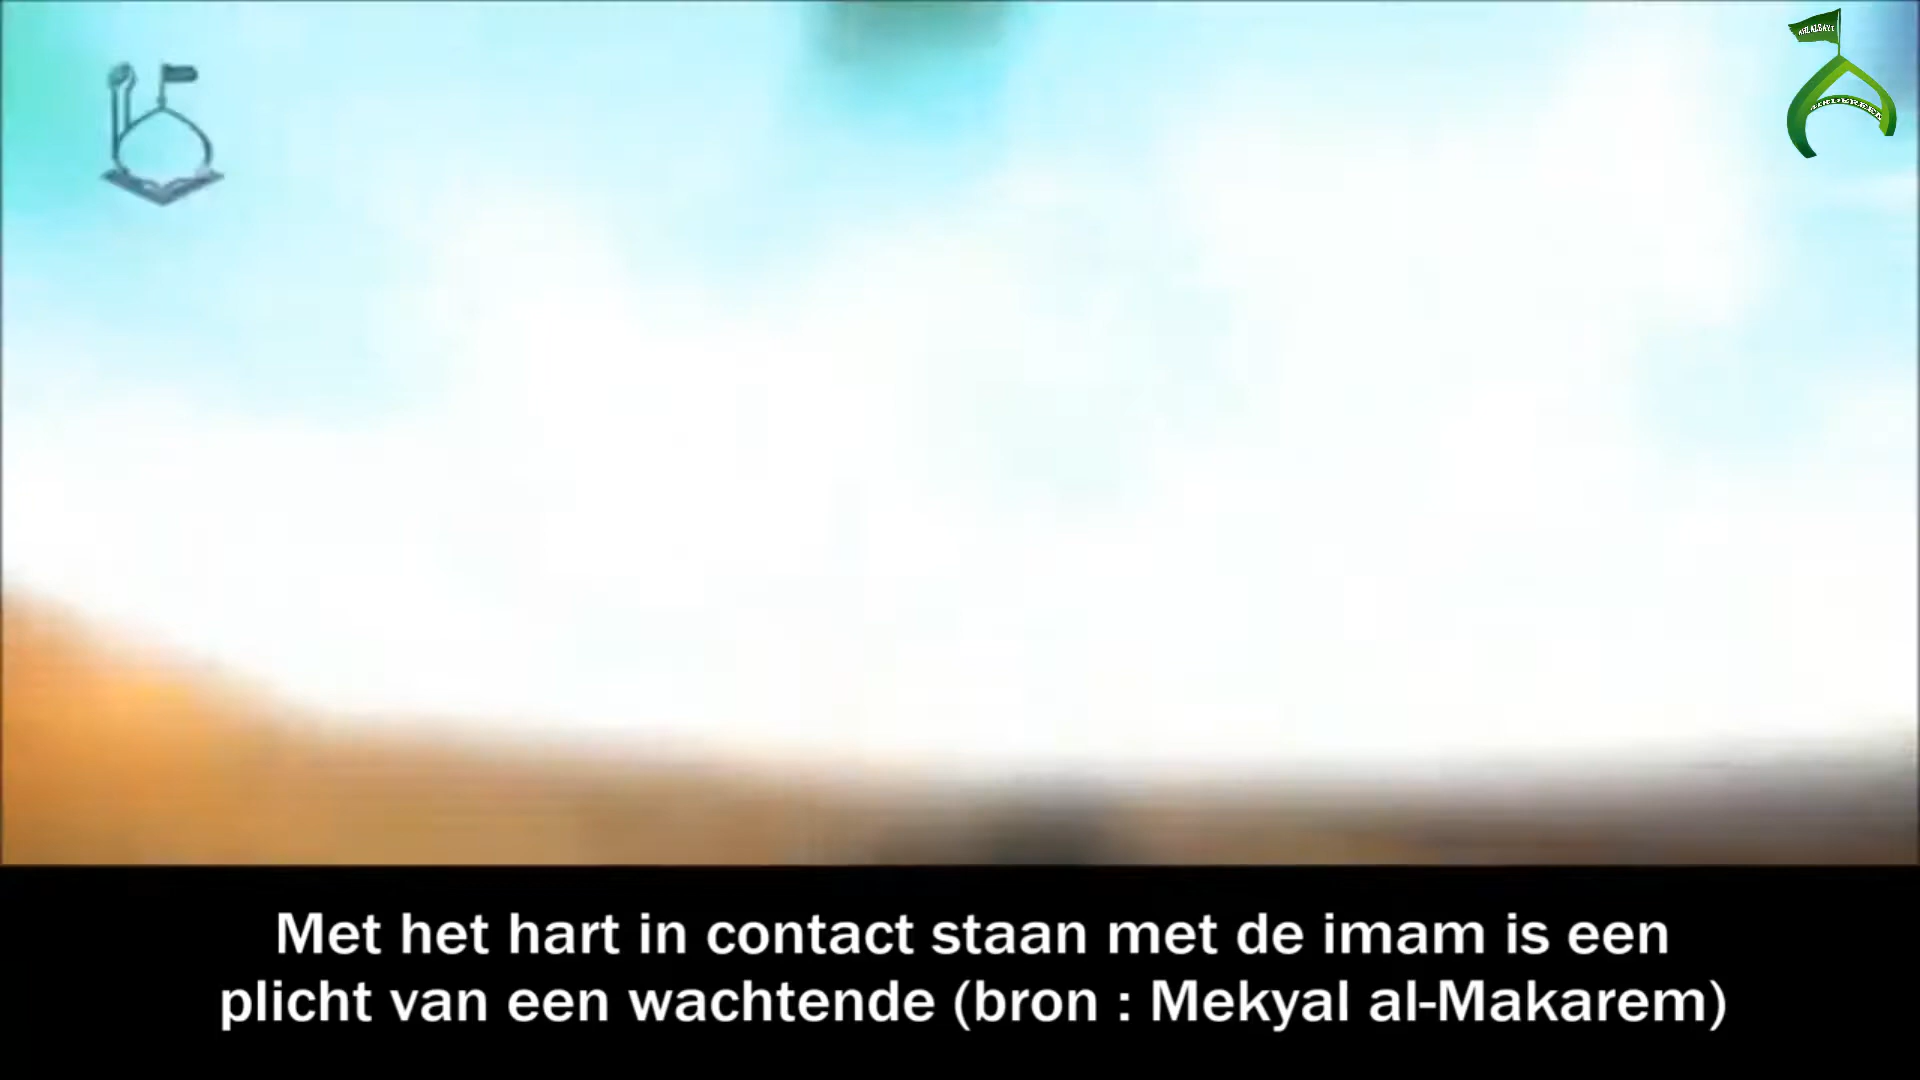 AHLALBAYT
Met het hart in contact staan met de imam is een
plicht van een wachtende (bron : Mekyal al-Makarem)